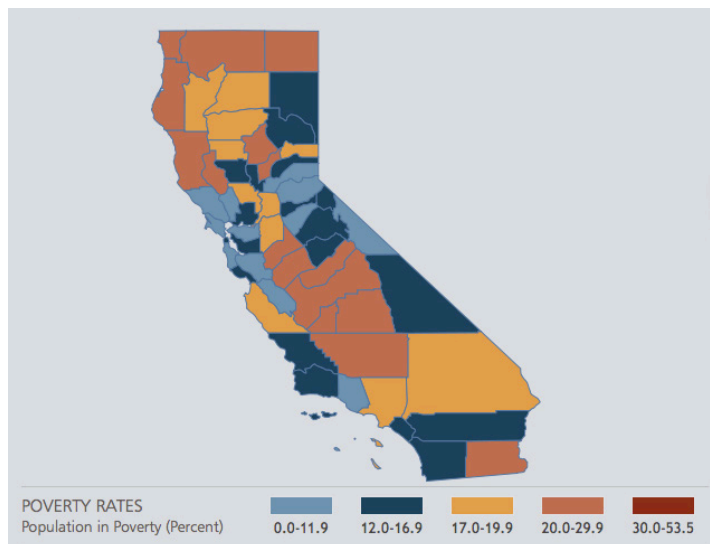 POVERTY RATES
Population in Poverty (Percent)
0.0-11.9
12.0-16.9
17.0-19.9
20.0-29.9
30.0-53.5